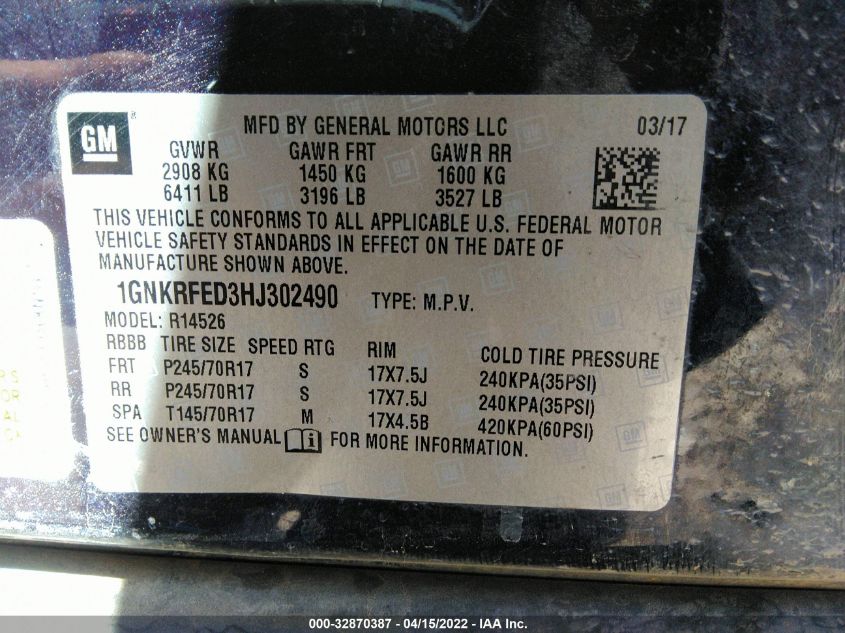 GM ®
MFD BY GENERAL MOTORS LLC 03/17
GVWR GAWR FRT GAWR RR
2908 KG 1450 KG 1600 KG
6411 LB 3196 LB 3527 LB
THIS VEHICLE CONFORMS TO ALL APPLICABLE U.S. FEDERAL MOTOR
VEHICLE SAFETY STANDARDS IN EFFECT ON THE DATE OF
MANUFACTURE SHOWN ABOVE.
1GNKRFED3HJ302490 TYPE: M.P.V.
MODEL: R14526
RBBB TIRE SIZE SPEED RTG RIM COLD TIRE PRESSURE
FRT P245/70R17 S 17X7.5J 240KPA(35PSI)
RR P245/70R17 S 17X7.5J 240KPA(35PSI)
SPA T145/70R17 M 17X4.5B 420KPA(60PSI)
SEE OWNER'S MANUAL i FOR MORE INFORMATION.
000-32870387 - 04/15/2022 - IAA Inc.